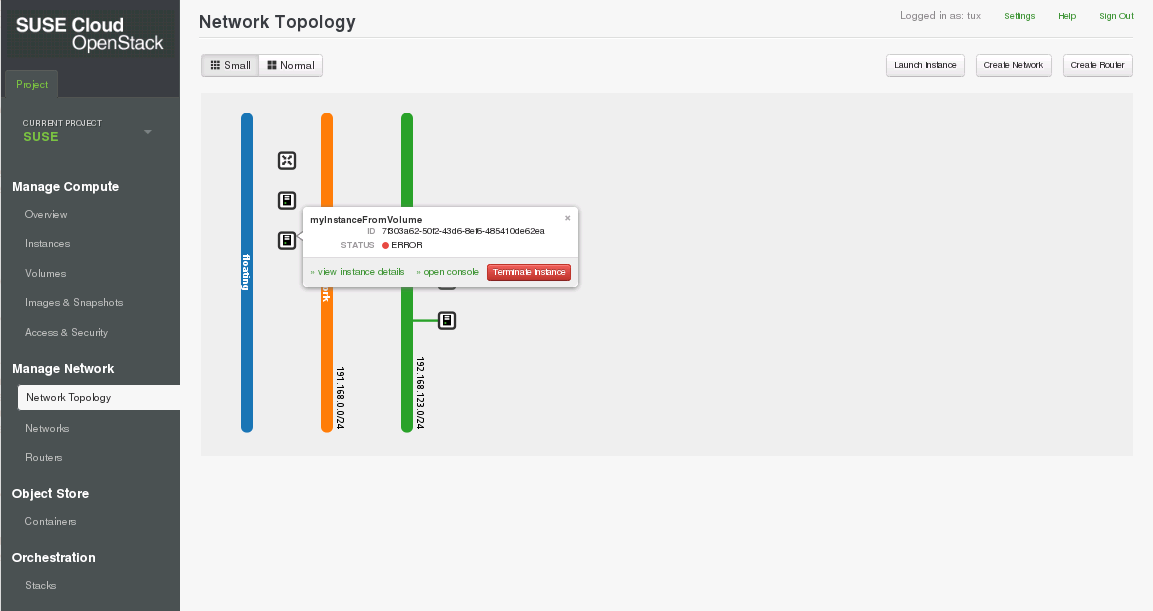 SUSE Cloud
OpenStack
Project
CURRENT PROJECT
SUSE
Manage Compute
Overview
Instances
Volumes
Images & Snapshots
Access & Security
Manage Network
Network Topology
Networks
Routers
Object Store
Containers
Orchestration
Stacks
Network Topology
Logged in as: tux Settings Help Sign Out
Small Normal
Launch Instance Create Network Create Router
floating
191.168.0.0/24
192.168.123.0/24
myInstanceFromVolume ×
ID 7f303a62-50f2-43d6-8ef6-485410de62ea
STATUS ERROR
» view instance details » open console Terminate Instance